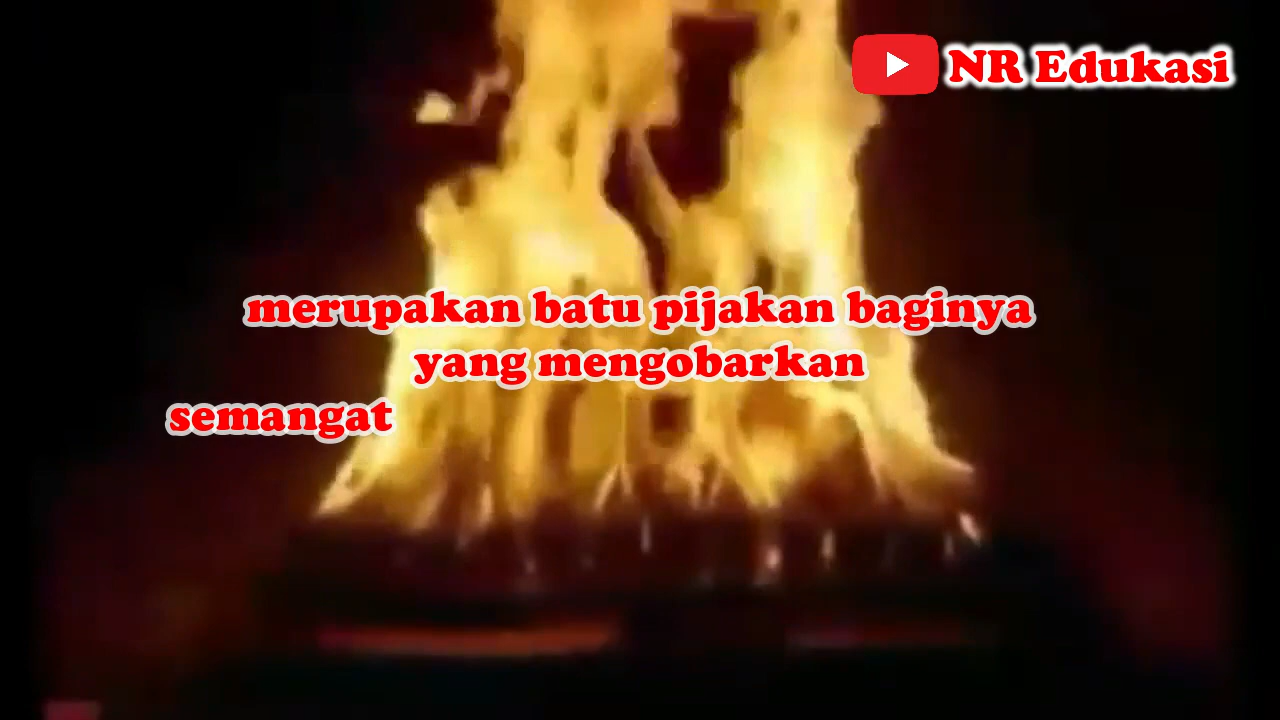 NR Edukasi
merupakan batu pijakan baginya
yang mengobarkan
semangat